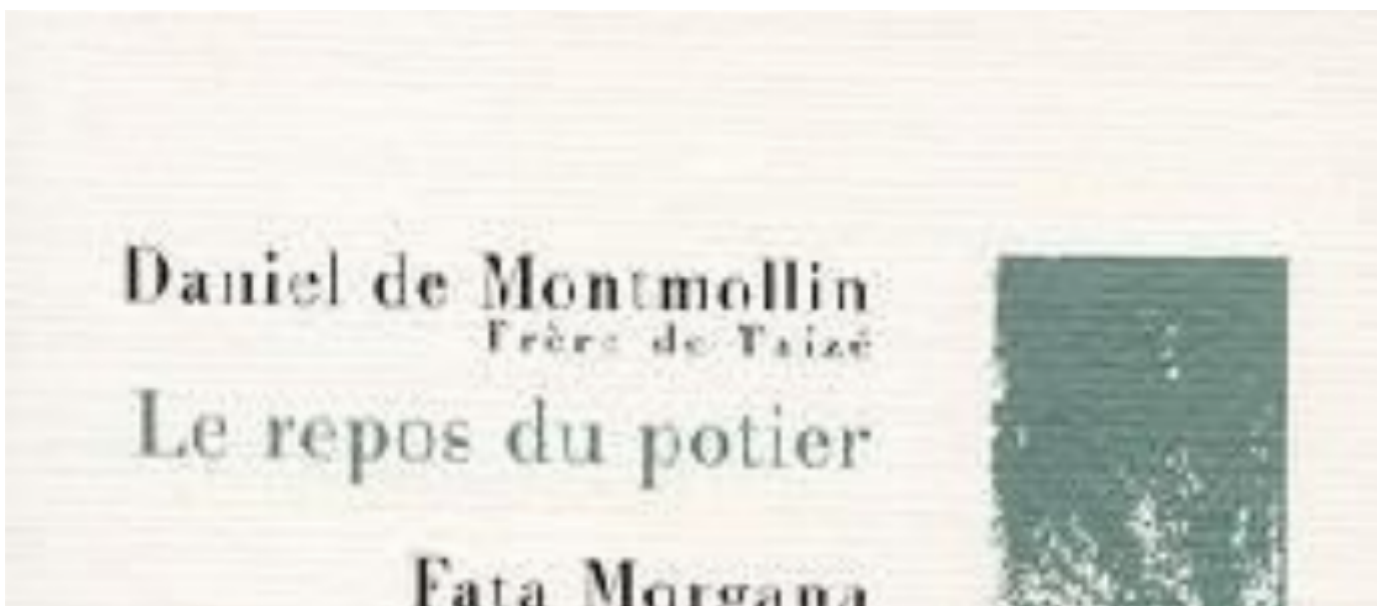 Daniel de Montmollin
Frère de Taizé
Le repos du potier
Fata Morgana